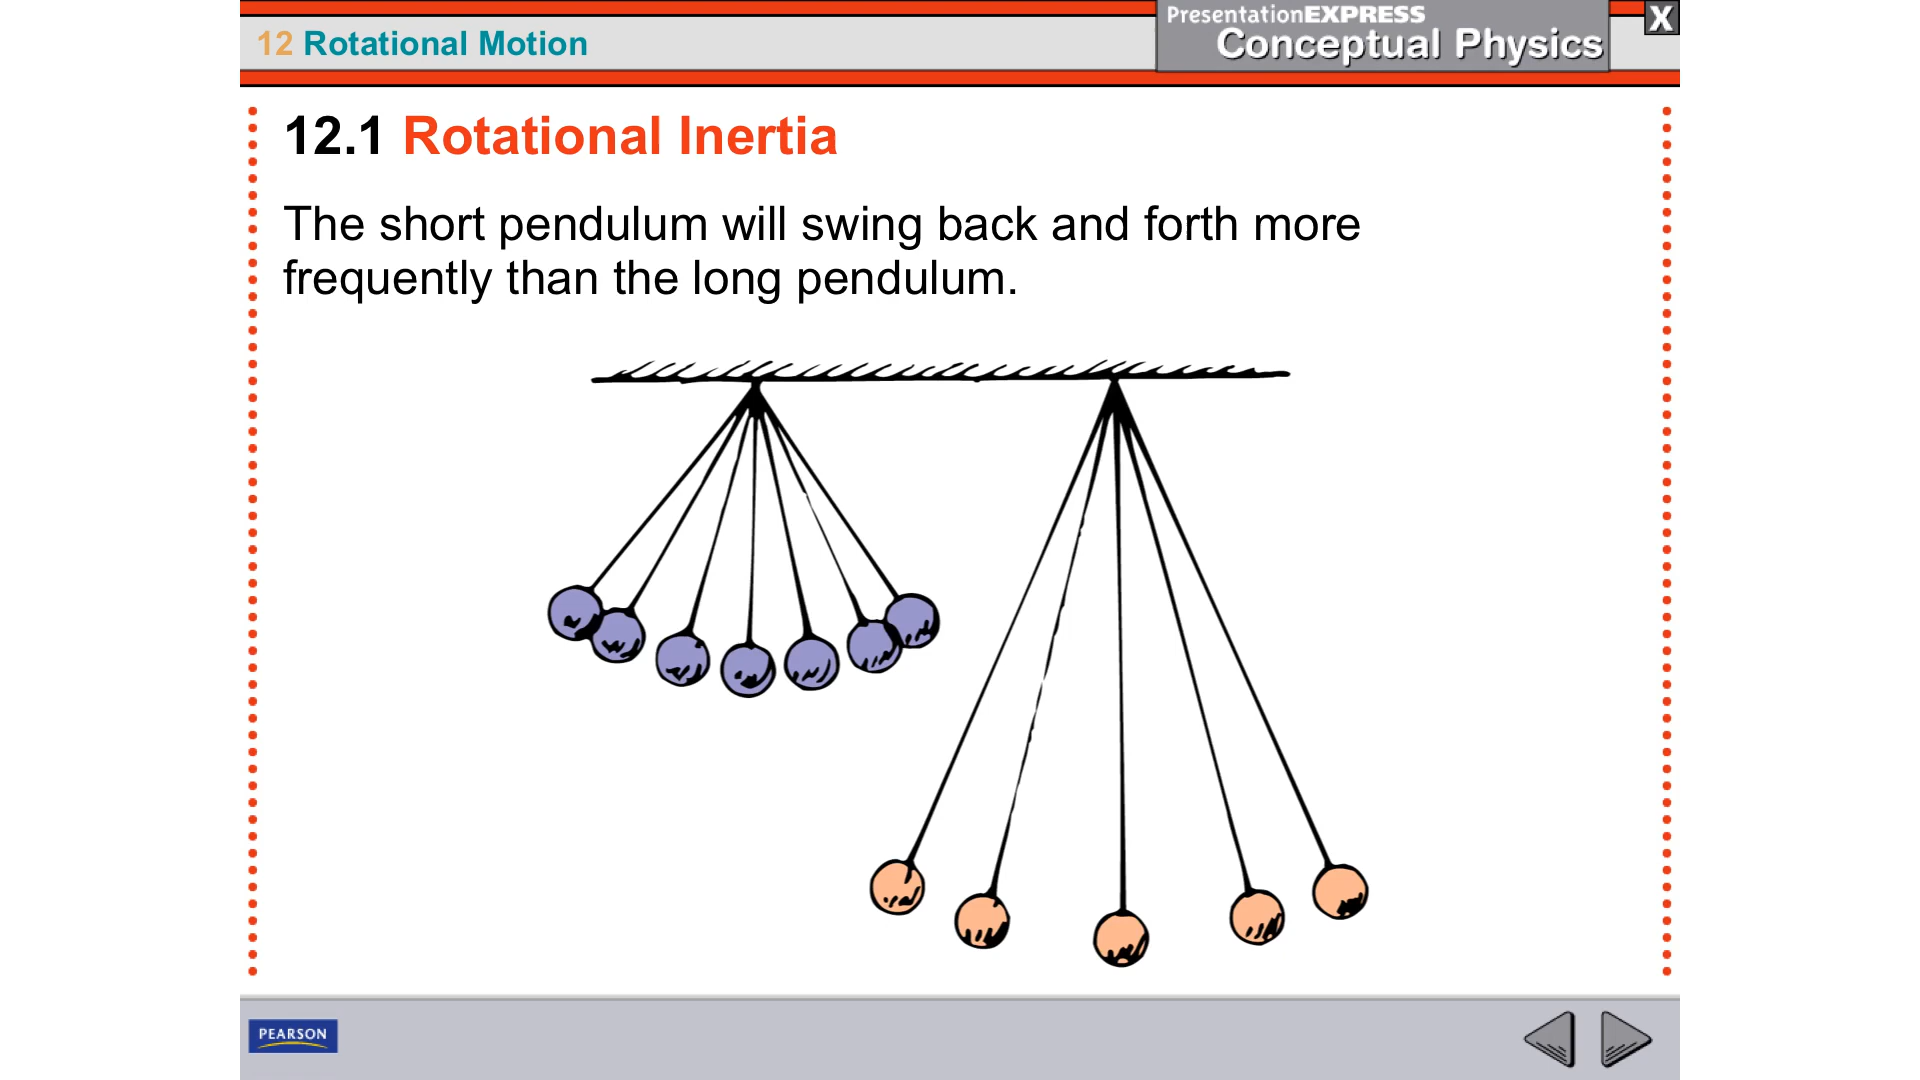 12 Rotational Motion
PresentationEXPRESS
Conceptual Physics
X
12.1 Rotational Inertia
The short pendulum will swing back and forth more
frequently than the long pendulum.
PEARSON